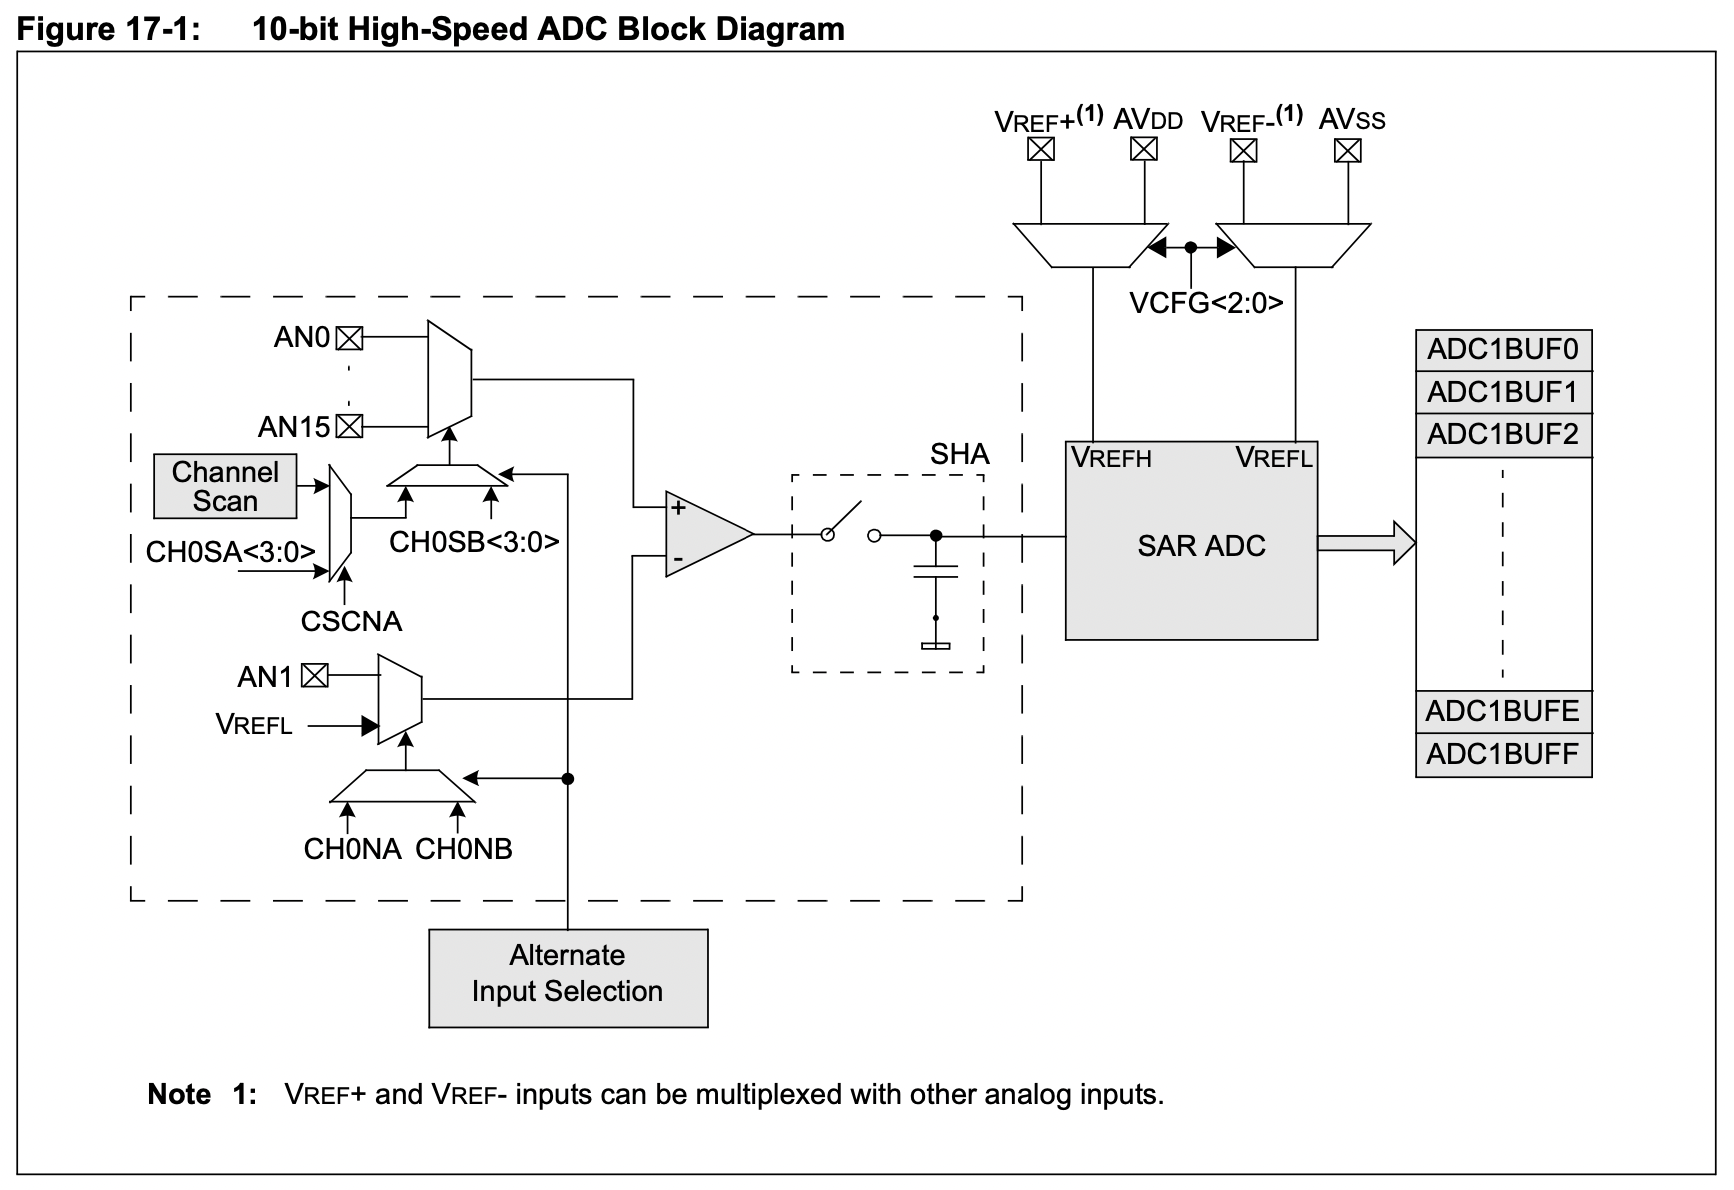 Figure 17-1: 10-bit High-Speed ADC Block Diagram
VREF+(1) AVDD VREF-(1) AVSS
VCFG<2:0>
AN0
AN15
Channel
Scan
CH0SA<3:0>
CH0SB<3:0>
CSCNA
AN1
VREFL
CH0NA CH0NB
+
-
SHA
VREFH VREFL
SAR ADC
ADC1BUF0
ADC1BUF1
ADC1BUF2
ADC1BUFE
ADC1BUFF
Alternate
Input Selection
Note 1: VREF+ and VREF- inputs can be multiplexed with other analog inputs.